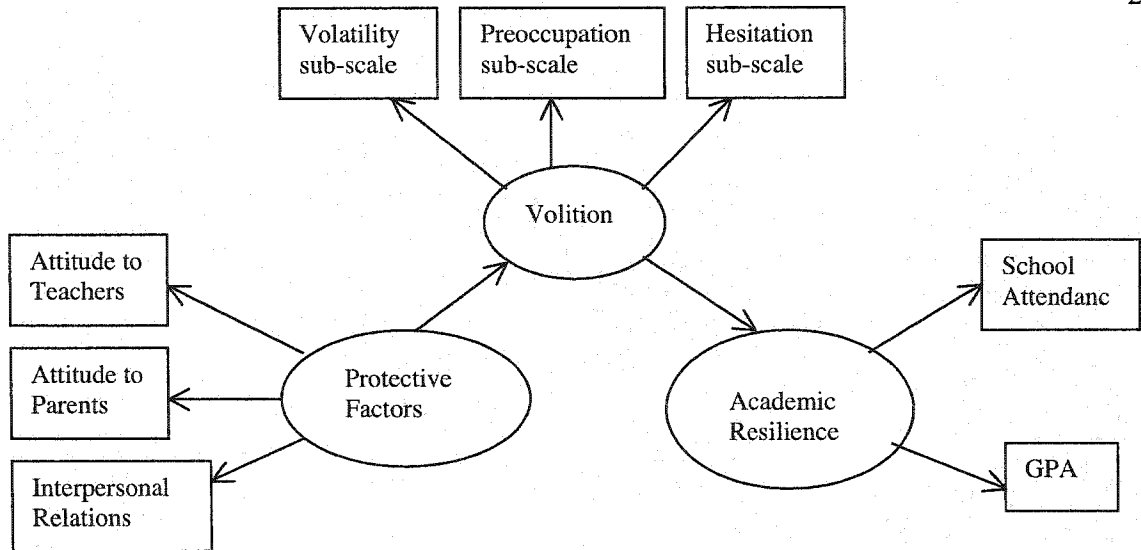 2
Volatility
sub-scale
Preoccupation
sub-scale
Hesitation
sub-scale
Volition
Attitude to
Teachers
School
Attendanc
Attitude to
Parents
Protective
Factors
Academic
Resilience
Interpersonal
Relations
GPA